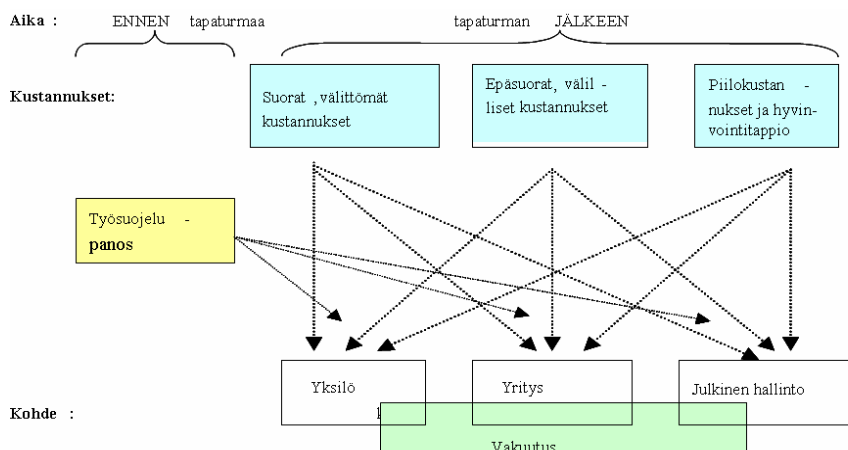 Aika : ENNEN tapaturmaa tapaturman JÄLKEEN
Kustannukset:
Suorat ,välittömät
kustannukset
Epäsuorat, välil -
liset kustannukset
Piilokustan -
nukset ja hyvin-
vointitappio
Työsuojelu -
panos
Yksilö
Yritys
Julkinen hallinto
Kohde :
Vakuutus